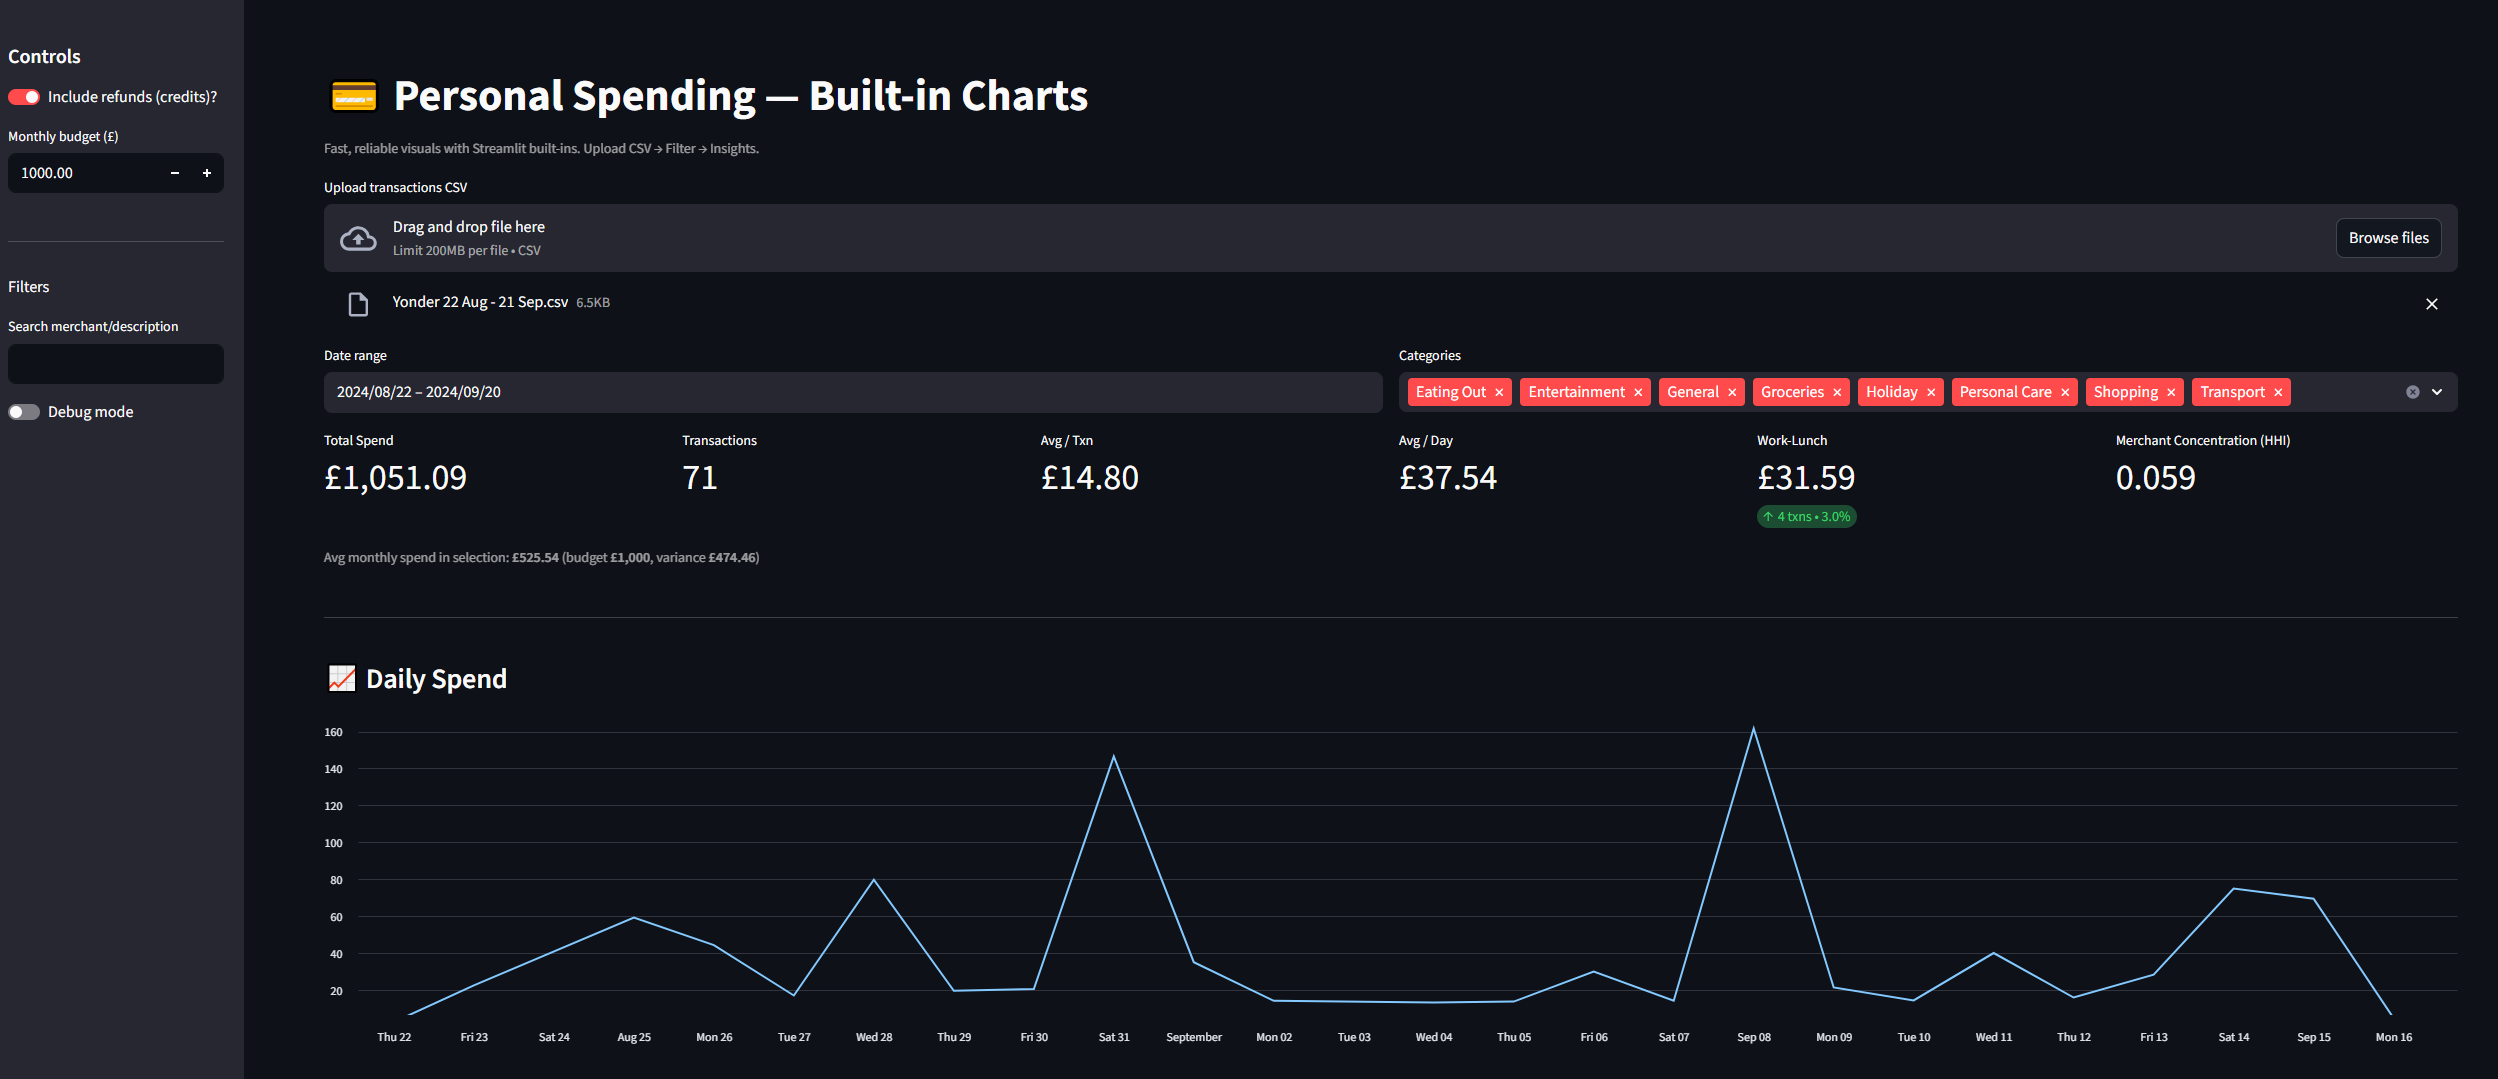 Controls
Include refunds (credits)?
Monthly budget (£)
1000.00
Filters
Search merchant/description
Debug mode
💳 Personal Spending — Built-in Charts
Fast, reliable visuals with Streamlit built-ins. Upload CSV → Filter → Insights.
Upload transactions CSV
Drag and drop file here
Limit 200MB per file • CSV
Browse files
Yonder 22 Aug - 21 Sep.csv 6.5KB
Date range
2024/08/22 – 2024/09/20
Categories
Eating Out Entertainment General Groceries Holiday Personal Care Shopping Transport
Total Spend
£1,051.09
Transactions
71
Avg / Txn
£14.80
Avg / Day
£37.54
Work-Lunch
£31.59
↑ 4 txns • 3.0%
Merchant Concentration (HHI)
0.059
Avg monthly spend in selection: £525.54 (budget £1,000, variance £474.46)
📈 Daily Spend
160
140
120
100
80
60
40
20
Thu 22 Fri 23 Sat 24 Aug 25 Mon 26 Tue 27 Wed 28 Thu 29 Fri 30 Sat 31 September Mon 02 Tue 03 Wed 04 Thu 05 Fri 06 Sat 07 Sep 08 Mon 09 Tue 10 Wed 11 Thu 12 Fri 13 Sat 14 Sep 15 Mon 16